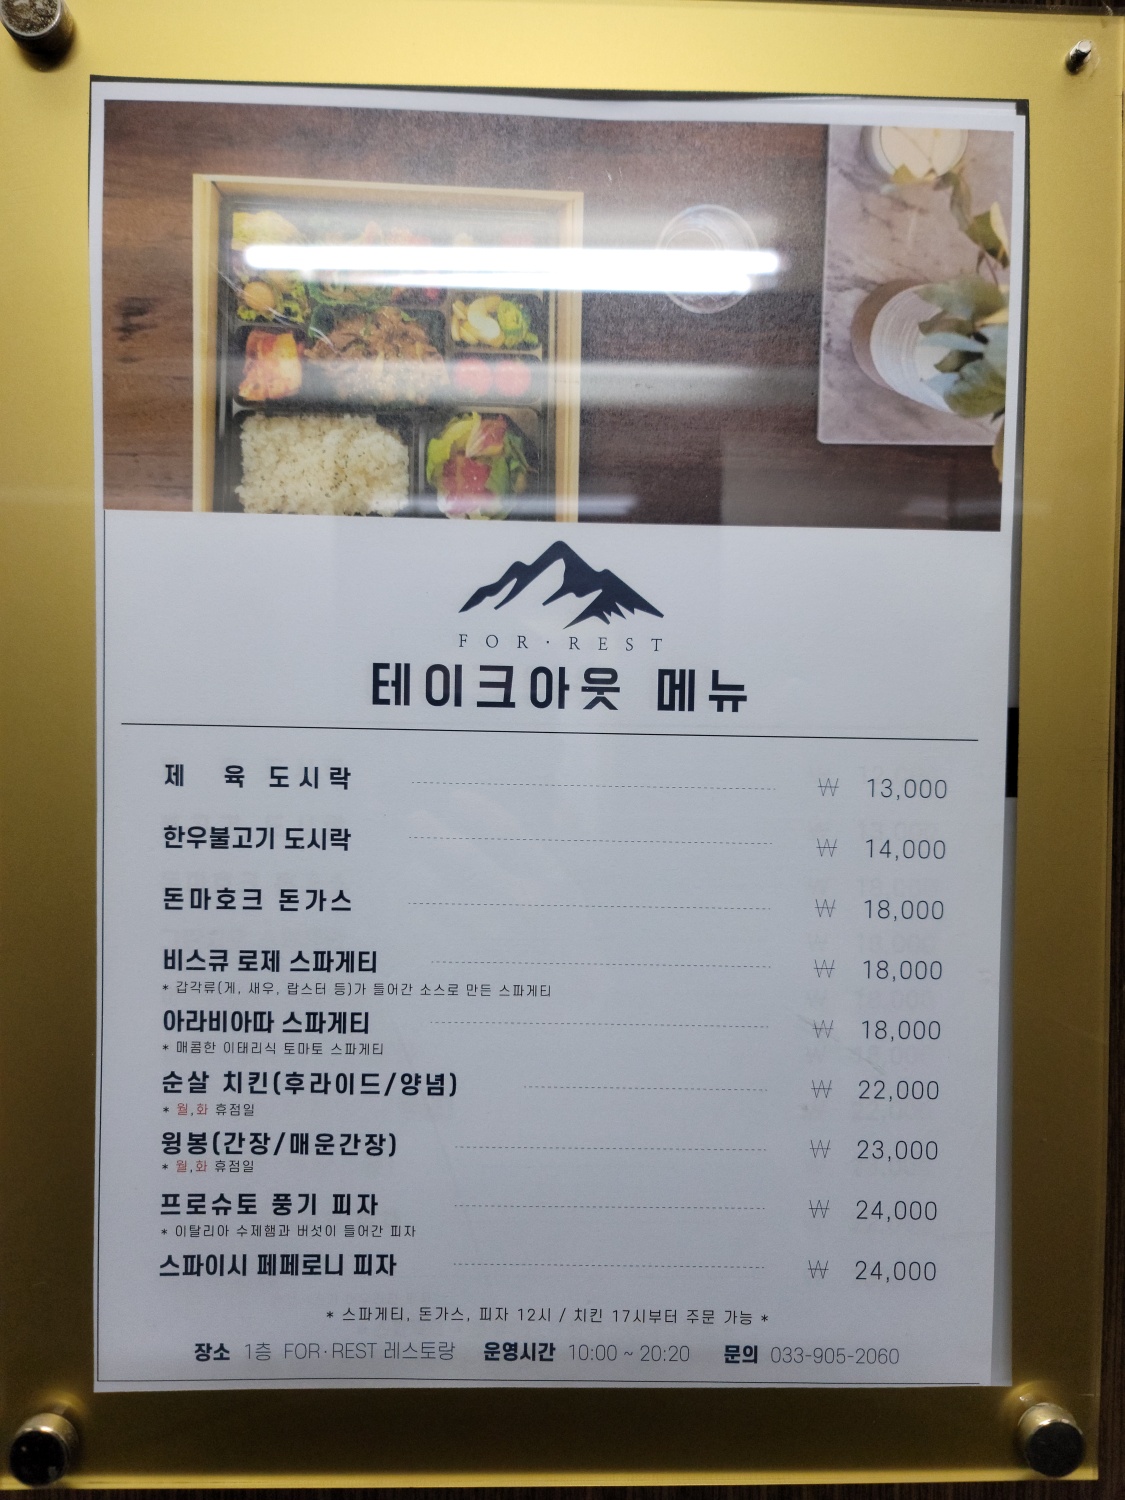 FOR·REST
테이크아웃 메뉴
제 육 도시락 ₩ 13,000
한우불고기 도시락 ₩ 14,000
돈마호크 돈가스 ₩ 18,000
비스큐 로제 스파게티 ₩ 18,000
* 갑각류(게, 새우, 랍스터 등)가 들어간 소스로 만든 스파게티
아라비아따 스파게티 ₩ 18,000
* 매콤한 이태리식 토마토 스파게티
순살 치킨(후라이드/양념) ₩ 22,000
* 월,화 휴점일
윙봉(간장/매운간장) ₩ 23,000
* 월,화 휴점일
프로슈토 풍기 피자 ₩ 24,000
* 이탈리아 수제햄과 버섯이 들어간 피자
스파이시 페페로니 피자 ₩ 24,000
* 스파게티, 돈가스, 피자 12시 / 치킨 17시부터 주문 가능 *
장소 1층 FOR·REST 레스토랑 운영시간 10:00 ~ 20:20 문의 033-905-2060